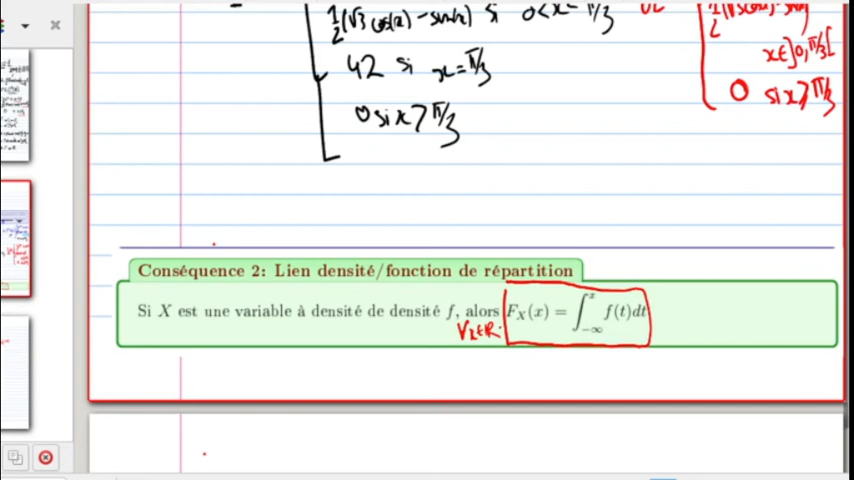 1/2(√3 cos(x) - sin(x)) si 0<x<π/3
42 si x=π/3
0 si x>π/3
x∈]0,π/3[
0 si x≥π/3
Conséquence 2: Lien densité/fonction de répartition
Si X est une variable à densité de densité f, alors F_X(x) = ∫_{-∞}^{x} f(t)dt
∀x∈ℝ